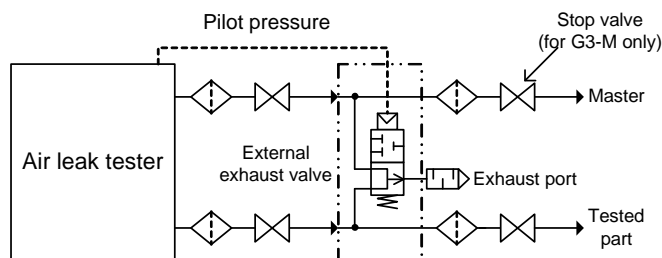 Pilot pressure
Stop valve
(for G3-M only)
Master
Air leak tester
External
exhaust valve
Exhaust port
Tested
part